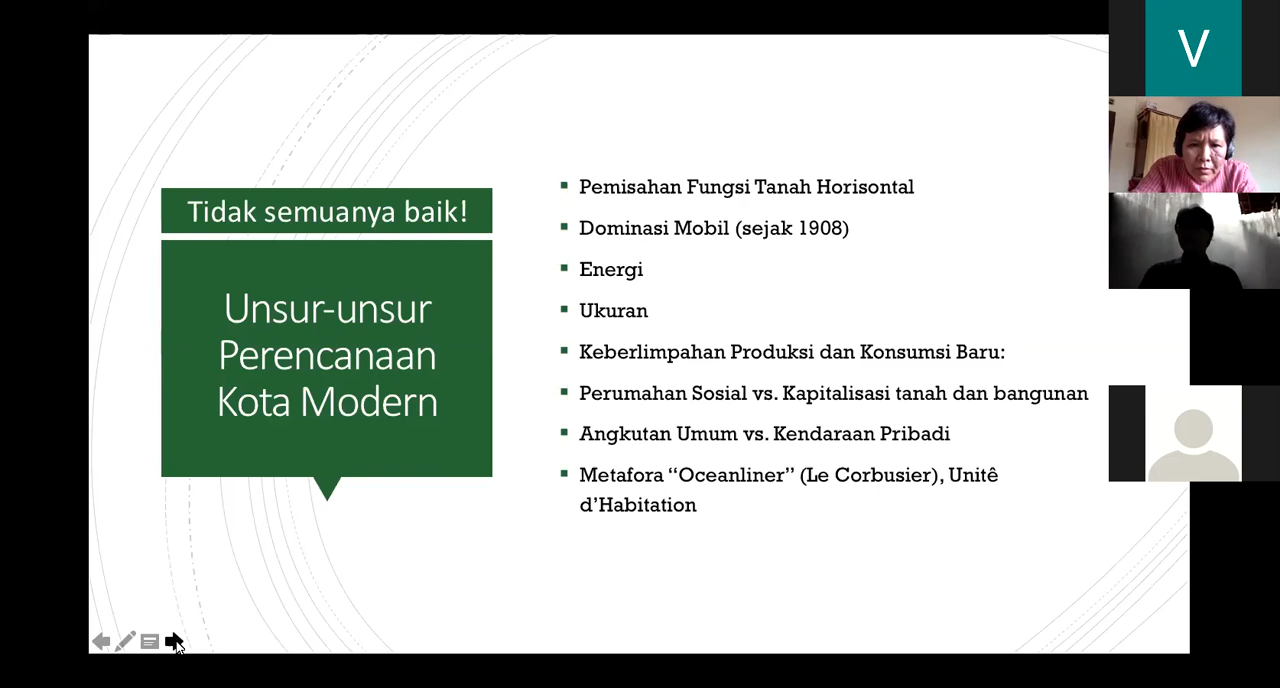 Tidak semuanya baik!
Unsur-unsur
Perencanaan
Kota Modern
Pemisahan Fungsi Tanah Horisontal
Dominasi Mobil (sejak 1908)
Energi
Ukuran
Keberlimpahan Produksi dan Konsumsi Baru:
Perumahan Sosial vs. Kapitalisasi tanah dan bangunan
Angkutan Umum vs. Kendaraan Pribadi
Metafora “Oceanliner” (Le Corbusier), Unitê
d’Habitation
V